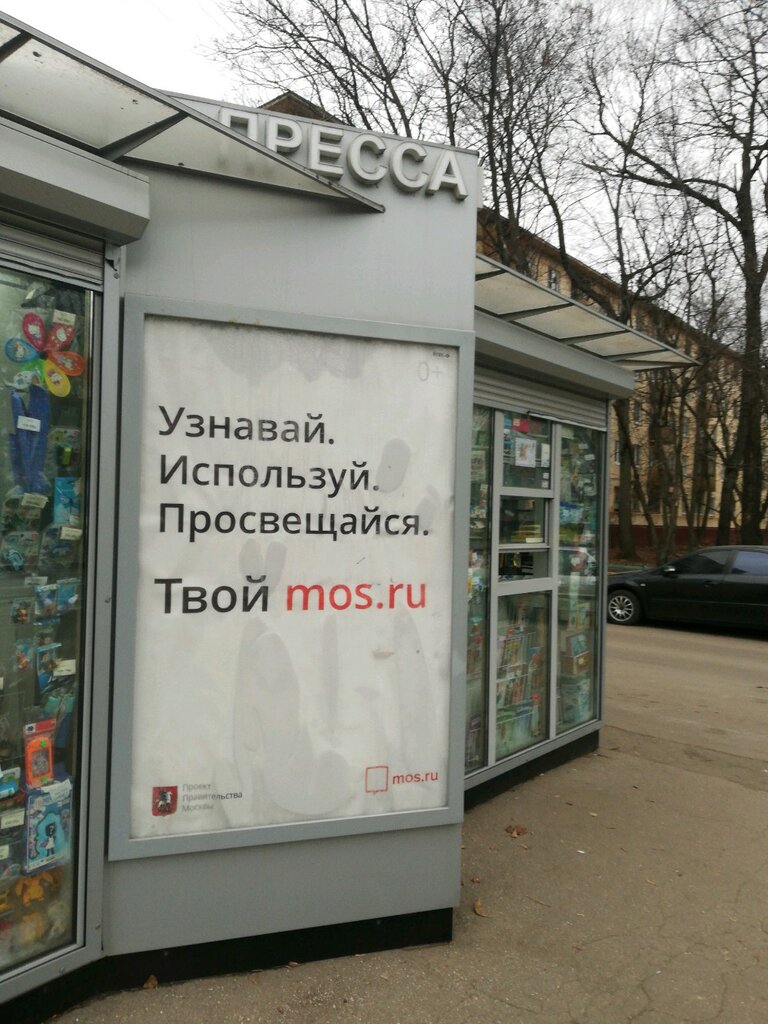 ПРЕССА
0+
Узнавай.
Используй.
Просвещайся.
Твой mos.ru
Проект
Правительства
Москвы
mos.ru